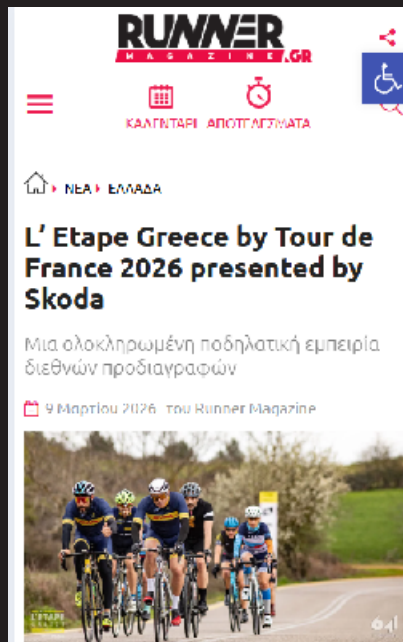 RUNNER
MAGAZINE.GR
ΚΑΛΕΝΤΑΡΙ ΑΠΟΤΕΛΕΣΜΑΤΑ
ΝΕΑ ΕΛΛΑΔΑ
L' Etape Greece by Tour de
France 2026 presented by
Skoda
Μια ολοκληρωμένη ποδηλατική εμπειρία
διεθνών προδιαγραφών
9 Μαρτίου 2026 του Runner Magazine
L'ETAPE